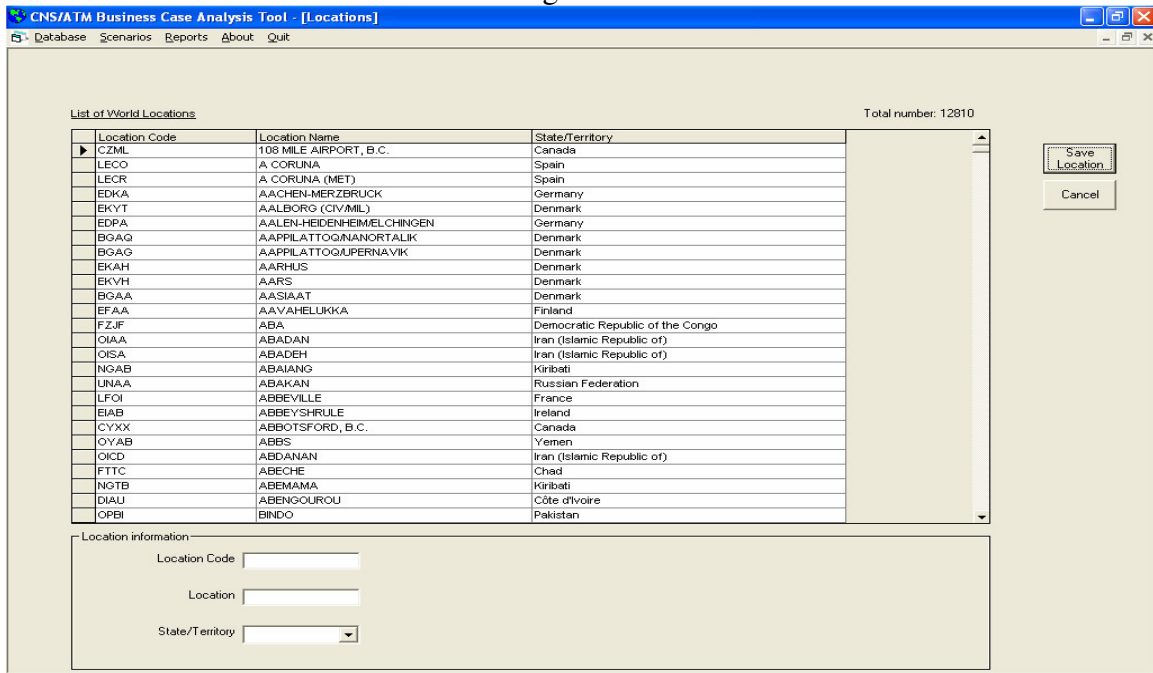 CNS/ATM Business Case Analysis Tool - [Locations]
Database Scenarios Reports About Quit
List of World Locations Total number: 12810
Location Code Location Name State/Territory
CZML 108 MILE AIRPORT, B.C. Canada
LECO A CORUNA Spain
LECR A CORUNA (MET) Spain
EDKA AACHEN-MERZBRUCK Germany
EKYT AALBORG (CIV/MIL) Denmark
EDPA AALEN-HEIDENHEIM/ELCHINGEN Germany
BGAQ AAPPILATTOQ/NANORTALIK Denmark
BGAG AAPPILATTOQ/UPERNAVIK Denmark
EKAH AARHUS Denmark
EKVH AARS Denmark
BGAA AASIAAT Denmark
EFAA AAVAHELUKKA Finland
FZJF ABA Democratic Republic of the Congo
OIAA ABADAN Iran (Islamic Republic of)
OISA ABADEH Iran (Islamic Republic of)
NGAB ABAIANG Kiribati
UNAA ABAKAN Russian Federation
LFOI ABBEVILLE France
EIAB ABBEYSHRULE Ireland
CYXX ABBOTSFORD, B.C. Canada
OYAB ABBS Yemen
OICD ABDANAN Iran (Islamic Republic of)
FTTC ABECHE Chad
NGTB ABEMAMA Kiribati
DIAU ABENGOUROU Côte d'Ivoire
OPBI BINDO Pakistan
Save
Location
Cancel
Location information
Location Code
Location
State/Territory